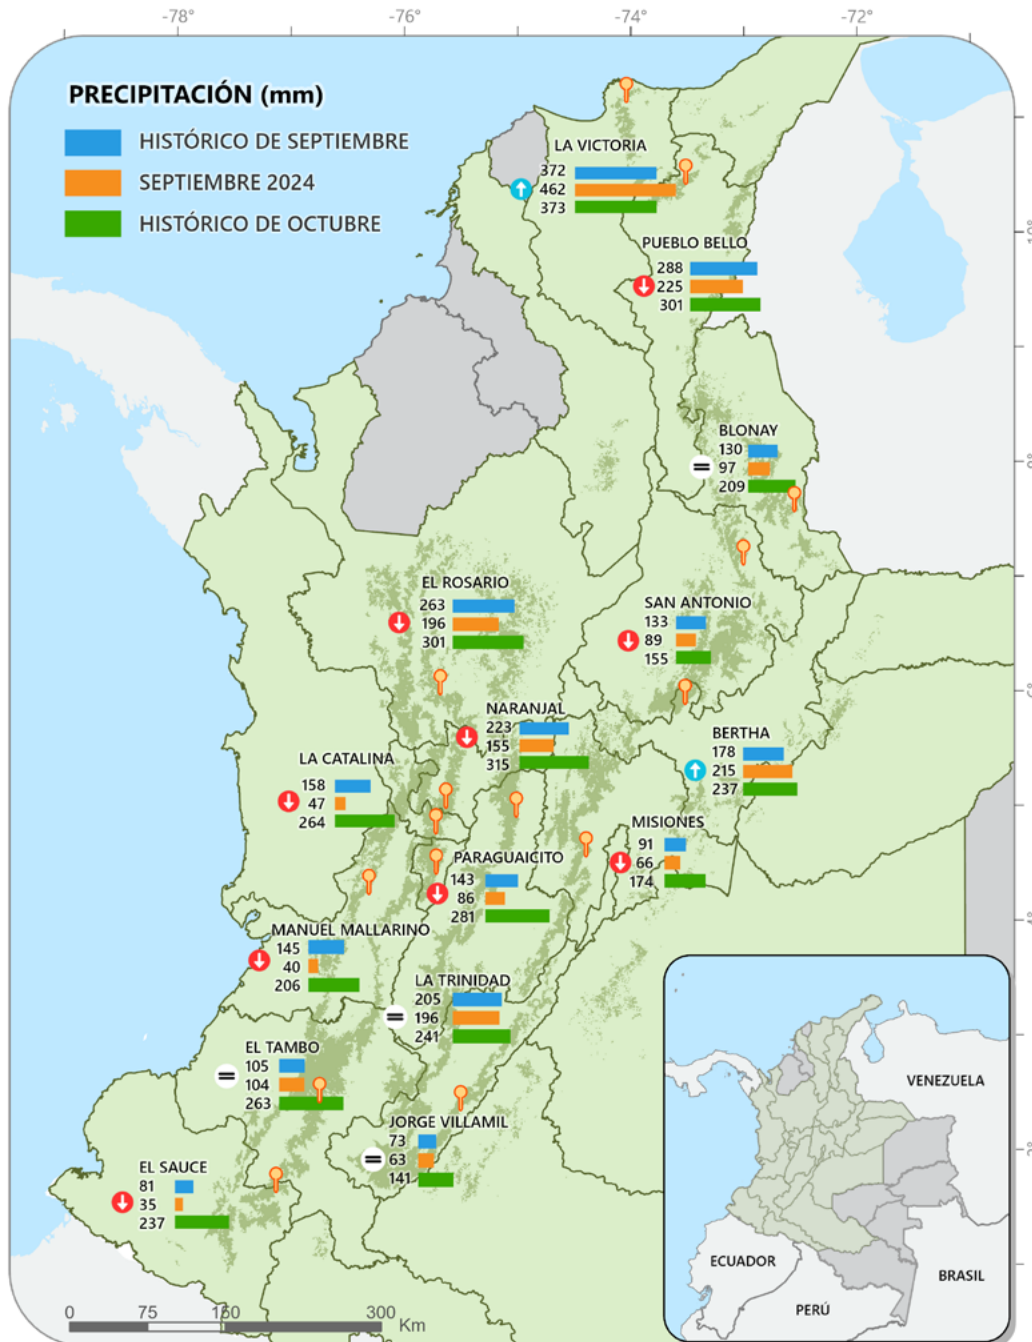 -78°
-76°
-74°
-72°
PRECIPITACIÓN (mm)
HISTÓRICO DE SEPTIEMBRE
SEPTIEMBRE 2024
HISTÓRICO DE OCTUBRE
LA VICTORIA
372
462
373
PUEBLO BELLO
288
225
301
BLONAY
130
97
209
EL ROSARIO
263
196
301
SAN ANTONIO
133
89
155
NARANJAL
223
155
315
BERTHA
178
215
237
LA CATALINA
158
47
264
MISIONES
91
66
174
PARAGUAICITO
143
86
281
MANUEL MALLARINO
145
40
206
LA TRINIDAD
205
196
241
EL TAMBO
105
104
263
JORGE VILLAMIL
73
63
141
EL SAUCE
81
35
237
VENEZUELA
ECUADOR
BRASIL
PERÚ
0 75 150 300
Km